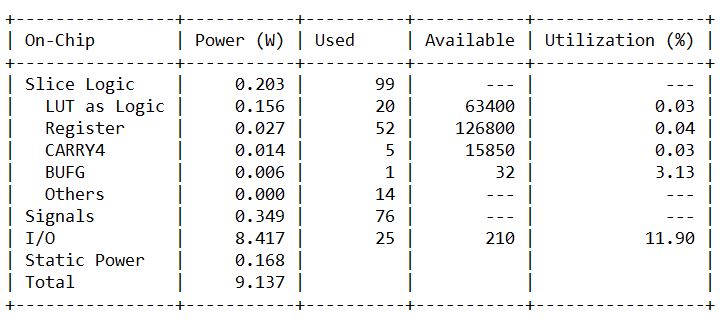 +----------------+-----------+----------+-----------+-----------------+
| On-Chip        | Power (W) | Used     | Available | Utilization (%) |
+----------------+-----------+----------+-----------+-----------------+
| Slice Logic    |     0.203 |       99 |       --- |             --- |
|   LUT as Logic |     0.156 |       20 |     63400 |            0.03 |
|   Register     |     0.027 |       52 |    126800 |            0.04 |
|   CARRY4       |     0.014 |        5 |     15850 |            0.03 |
|   BUFG         |     0.006 |        1 |        32 |            3.13 |
|   Others       |     0.000 |       14 |       --- |             --- |
| Signals        |     0.349 |       76 |       --- |             --- |
| I/O            |     8.417 |       25 |       210 |           11.90 |
| Static Power   |     0.168 |          |           |                 |
| Total          |     9.137 |          |           |                 |
+----------------+-----------+----------+-----------+-----------------+